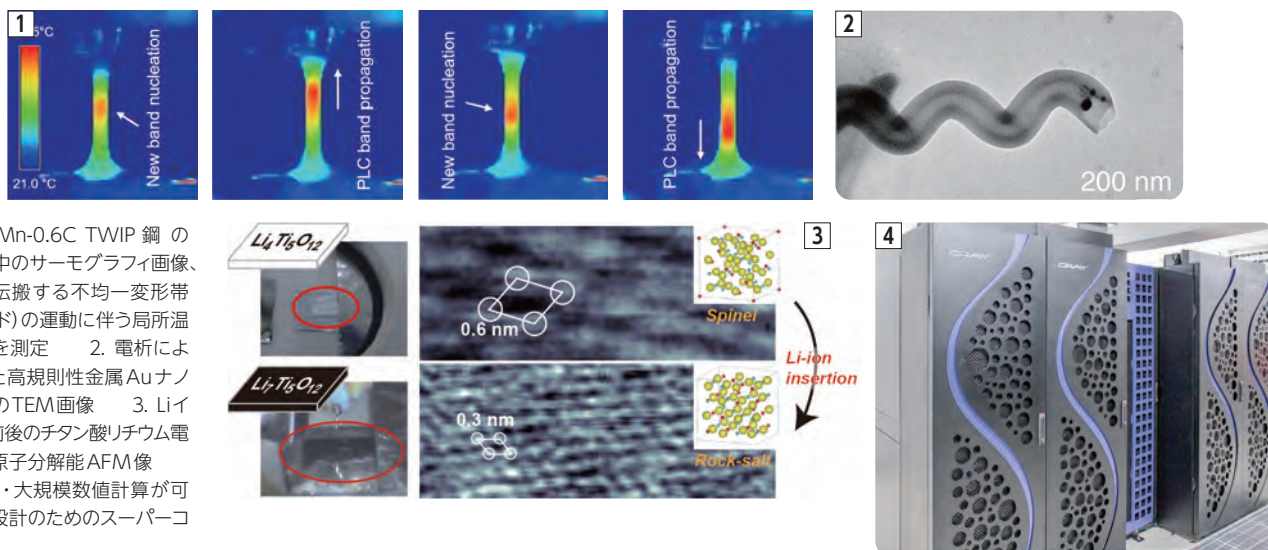 1
6°C
21.0 °C
New band nucleation
PLC band propagation
New band nucleation
PLC band propagation
2
200 nm
Mn-0.6C TWIP 鋼 の
中のサーモグラフィ画像、
伝搬する不均一変形帯
ド)の運動に伴う局所温
を測定 2. 電析によ
た高規則性金属Auナノ
のTEM画像 3. Liイ
前後のチタン酸リチウム電
原子分解能AFM像
・大規模数値計算が可
設計のためのスーパーコ
Li4Ti5O12
0.6 nm
Spinel
3
Li-ion
insertion
Li7Ti5O12
0.3 nm
Rock-salt
4
CRAY
CRAY